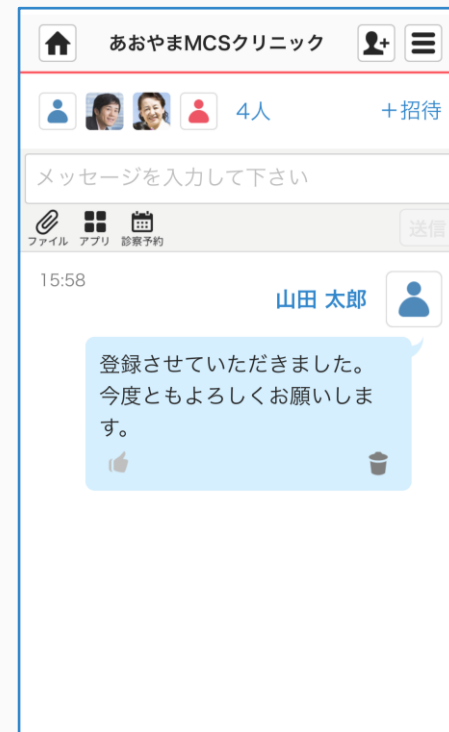 あおやまMCSクリニック
4人
+招待
メッセージを入力して下さい
ファイル アプリ 診察予約
送信
15:58
山田 太郎
登録させていただきました。
今度ともよろしくお願いしま
す。